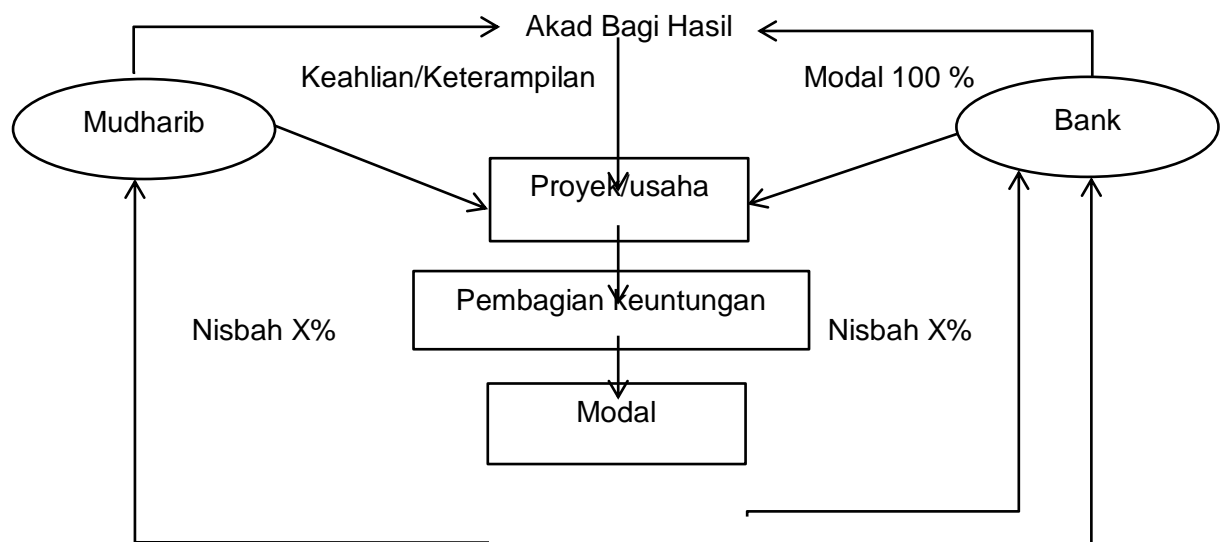 Akad Bagi Hasil
Keahlian/Keterampilan
Modal 100 %
Mudharib
Bank
Proyek/usaha
Pembagian keuntungan
Nisbah X%
Nisbah X%
Modal